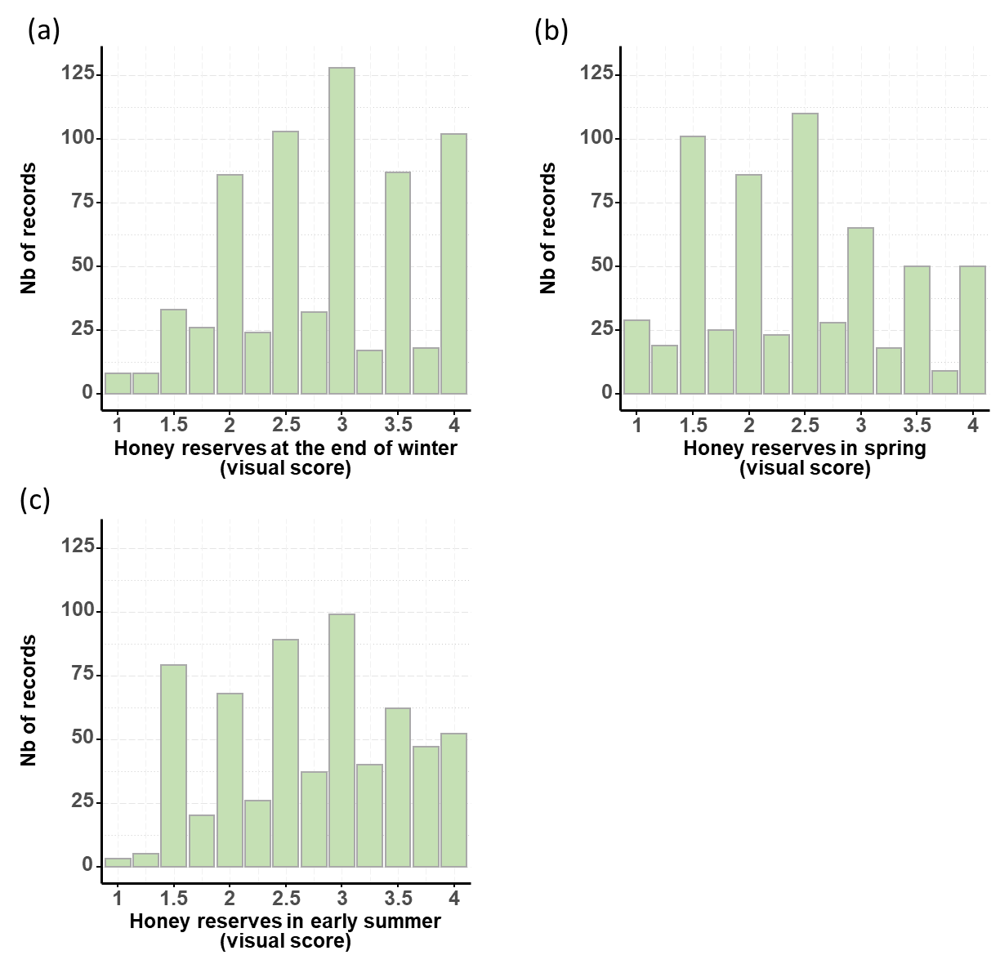 (a)
125
100
75
50
25
0
Nb of records
1 1.5 2 2.5 3 3.5 4
Honey reserves at the end of winter
(visual score)
(b)
125
100
75
50
25
0
Nb of records
1 1.5 2 2.5 3 3.5 4
Honey reserves in spring
(visual score)
(c)
125
100
75
50
25
0
Nb of records
1 1.5 2 2.5 3 3.5 4
Honey reserves in early summer
(visual score)